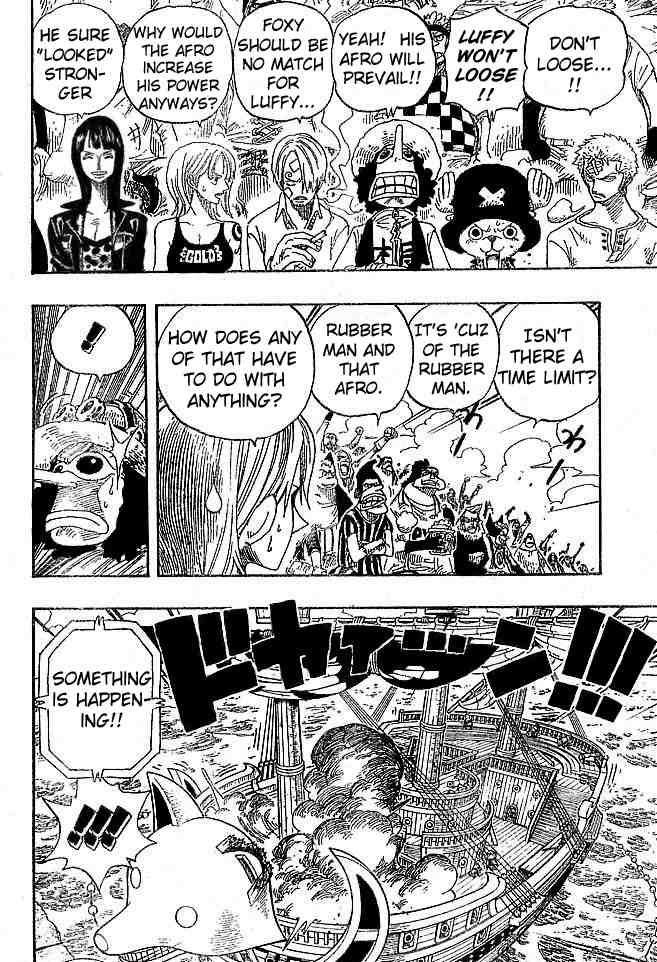 DON'T
LOOSE...
!!
LUFFY
WON'T
LOOSE
!!
YEAH! HIS
AFRO WILL
PREVAIL!!
FOXY
SHOULD BE
NO MATCH
FOR
LUFFY...
WHY WOULD
THE AFRO
INCREASE
HIS POWER
ANYWAYS?
HE SURE
"LOOKED"
STRON-
GER
GOLD
ISN'T
THERE A
TIME LIMIT?
IT'S 'CUZ
OF THE
RUBBER
MAN.
RUBBER
MAN AND
THAT
AFRO.
HOW DOES ANY
OF THAT HAVE
TO DO WITH
ANYTHING?
わ
わ
!!
ドカァッン!!!
SOMETHING
IS HAPPEN-
ING!!
!!!